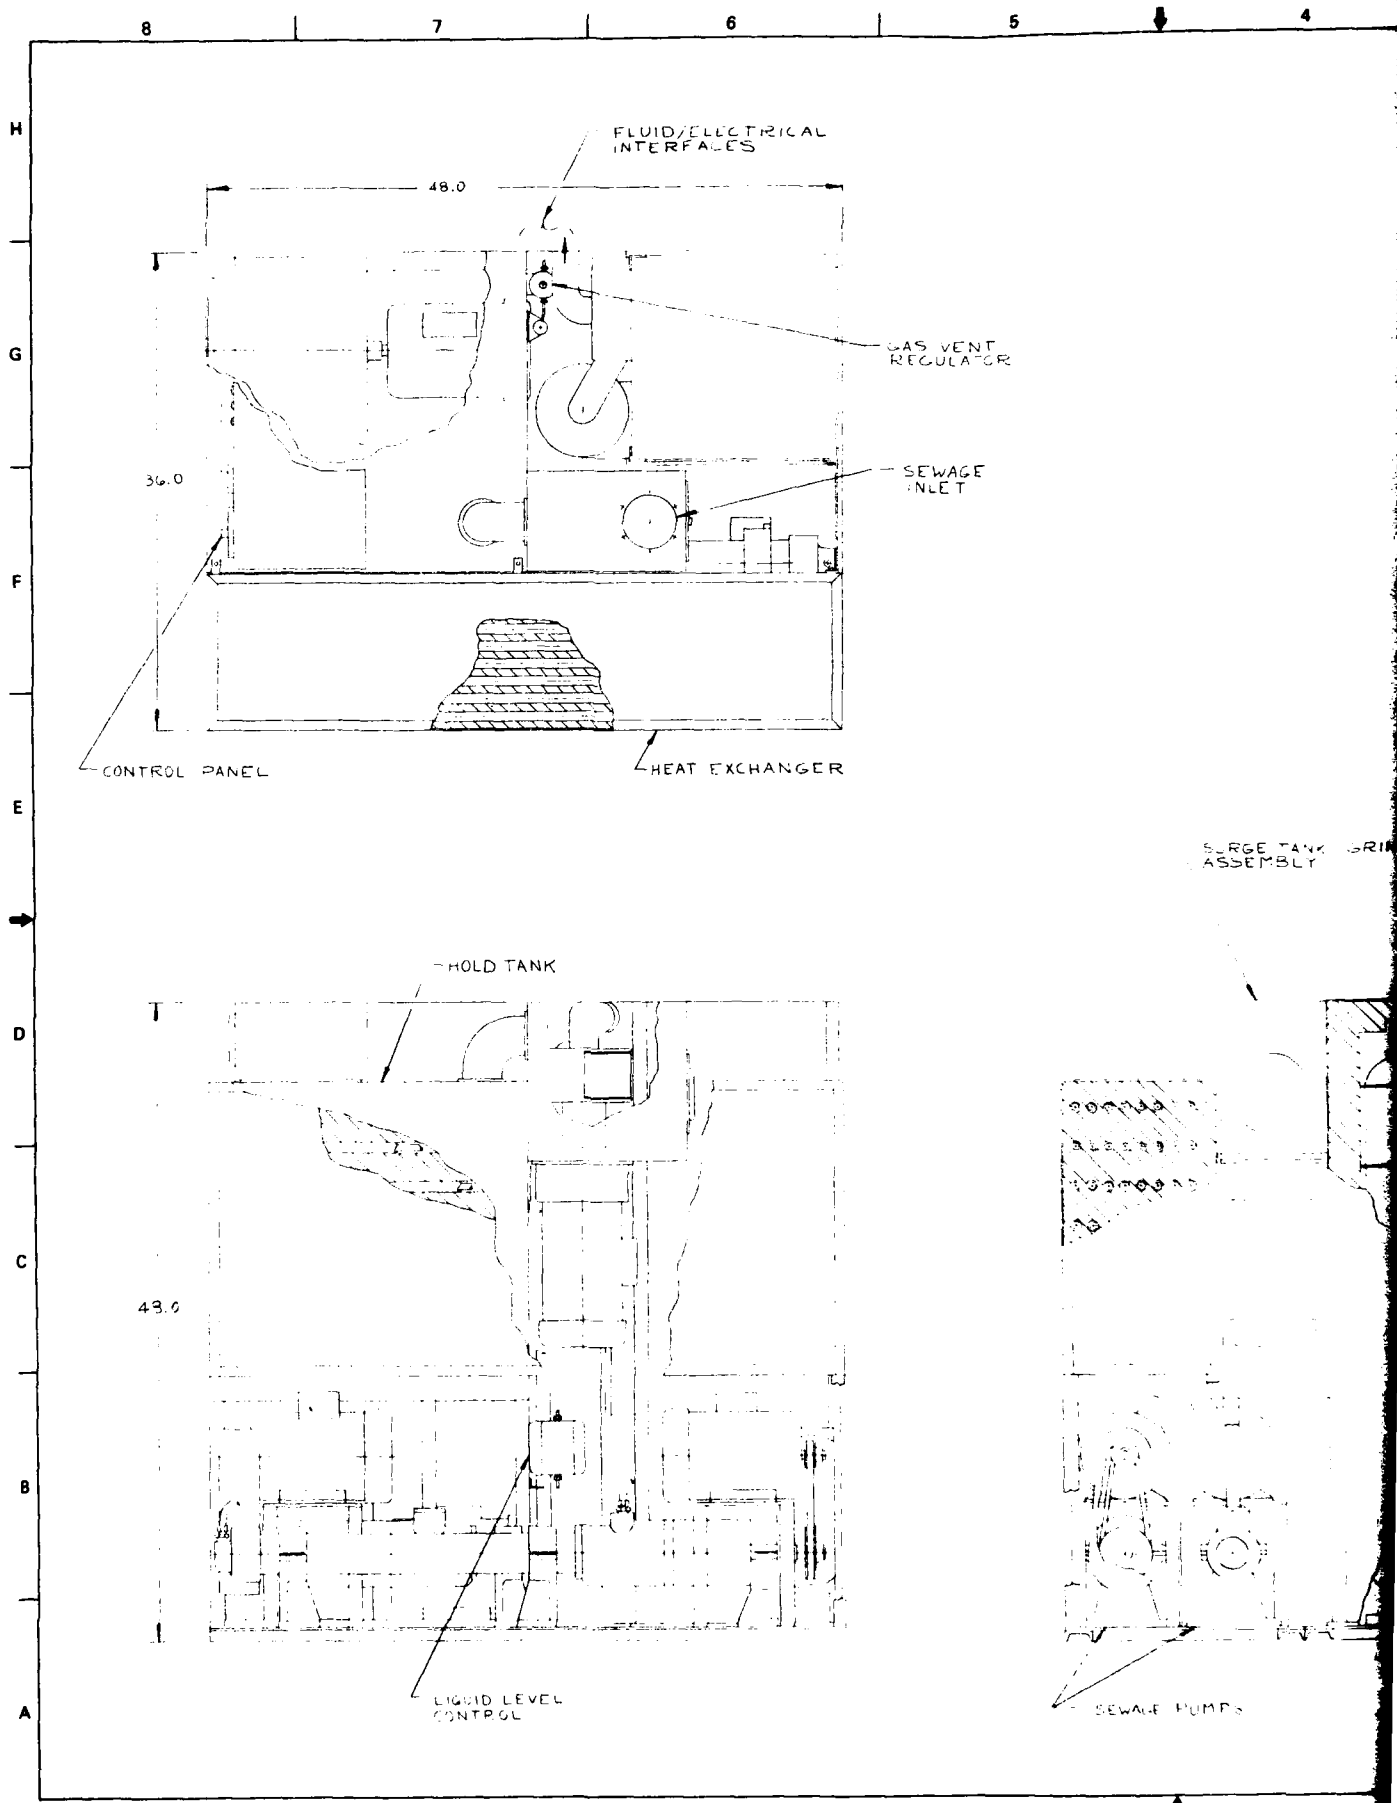 8 7 6 5 4
H
FLUID/ELECTRICAL
INTERFACES
48.0
G
GAS VENT
REGULATOR
36.0
SEWAGE
INLET
F
CONTROL PANEL
HEAT EXCHANGER
E
SURGE TANK GRIN
ASSEMBLY
HOLD TANK
D
C
48.0
B
LIQUID LEVEL
CONTROL
A
SEWAGE PUMPS